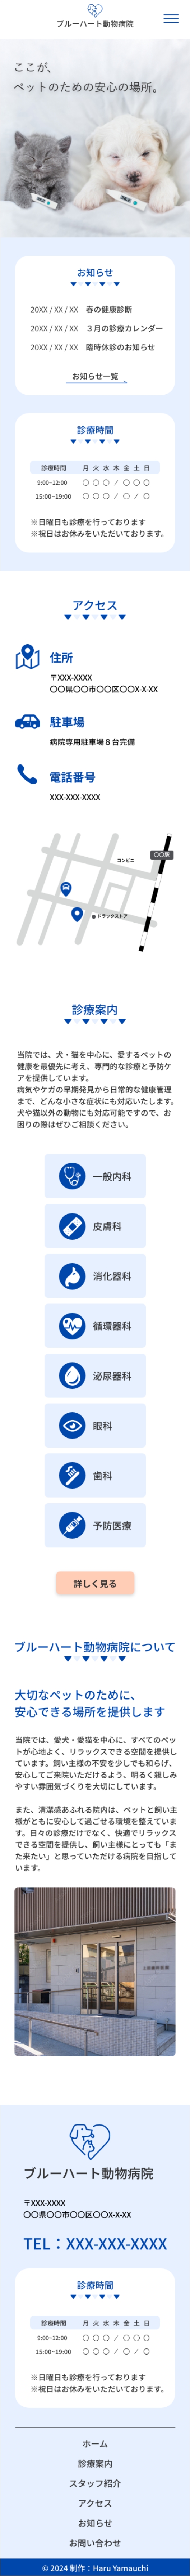 ブルーハート動物病院
ここが、
ペットのための安心の場所。
お知らせ
20XX / XX / XX 春の健康診断
20XX / XX / XX ３月の診療カレンダー
20XX / XX / XX 臨時休診のお知らせ
お知らせ一覧
診療時間
診療時間 月 火 水 木 金 土 日
9:00~12:00 〇 〇 〇 / 〇 〇 〇
15:00~19:00 〇 〇 〇 / 〇 / 〇
※日曜日も診療を行っております
※祝日はお休みをいただいております。
アクセス
住所
〒XXX-XXXX
〇〇県〇〇市〇〇区〇〇X-X-XX
駐車場
病院専用駐車場８台完備
電話番号
XXX-XXX-XXXX
コンビニ
〇〇駅
ドラックストア
診療案内
当院では、犬・猫を中心に、愛するペットの
健康を最優先に考え、専門的な診療と予防ケ
アを提供しています。
病気やケガの早期発見から日常的な健康管理
まで、どんな小さな症状にも対応いたします。
犬や猫以外の動物にも対応可能ですので、お
困りの際はぜひご相談ください。
一般内科
皮膚科
消化器科
循環器科
泌尿器科
眼科
歯科
予防医療
詳しく見る
ブルーハート動物病院について
大切なペットのために、
安心できる場所を提供します
当院では、愛犬・愛猫を中心に、すべてのペッ
トが心地よく、リラックスできる空間を提供し
ています。飼い主様の不安を少しでも和らげ、
安心してご来院いただけるよう、明るく親しみ
やすい雰囲気づくりを大切にしています。
また、清潔感あふれる院内は、ペットと飼い主
様がともに安心して過ごせる環境を整えていま
す。日々の診療だけでなく、快適でリラックス
できる空間を提供し、飼い主様にとっても「ま
た来たい」と思っていただける病院を目指して
います。
ブルーハート動物病院
〒XXX-XXXX
〇〇県〇〇市〇〇区〇〇X-X-XX
TEL：XXX-XXX-XXXX
診療時間
診療時間 月 火 水 木 金 土 日
9:00~12:00 〇 〇 〇 / 〇 〇 〇
15:00~19:00 〇 〇 〇 / 〇 / 〇
※日曜日も診療を行っております
※祝日はお休みをいただいております。
ホーム
診療案内
スタッフ紹介
アクセス
お知らせ
お問い合わせ
© 2024 制作：Haru Yamauchi